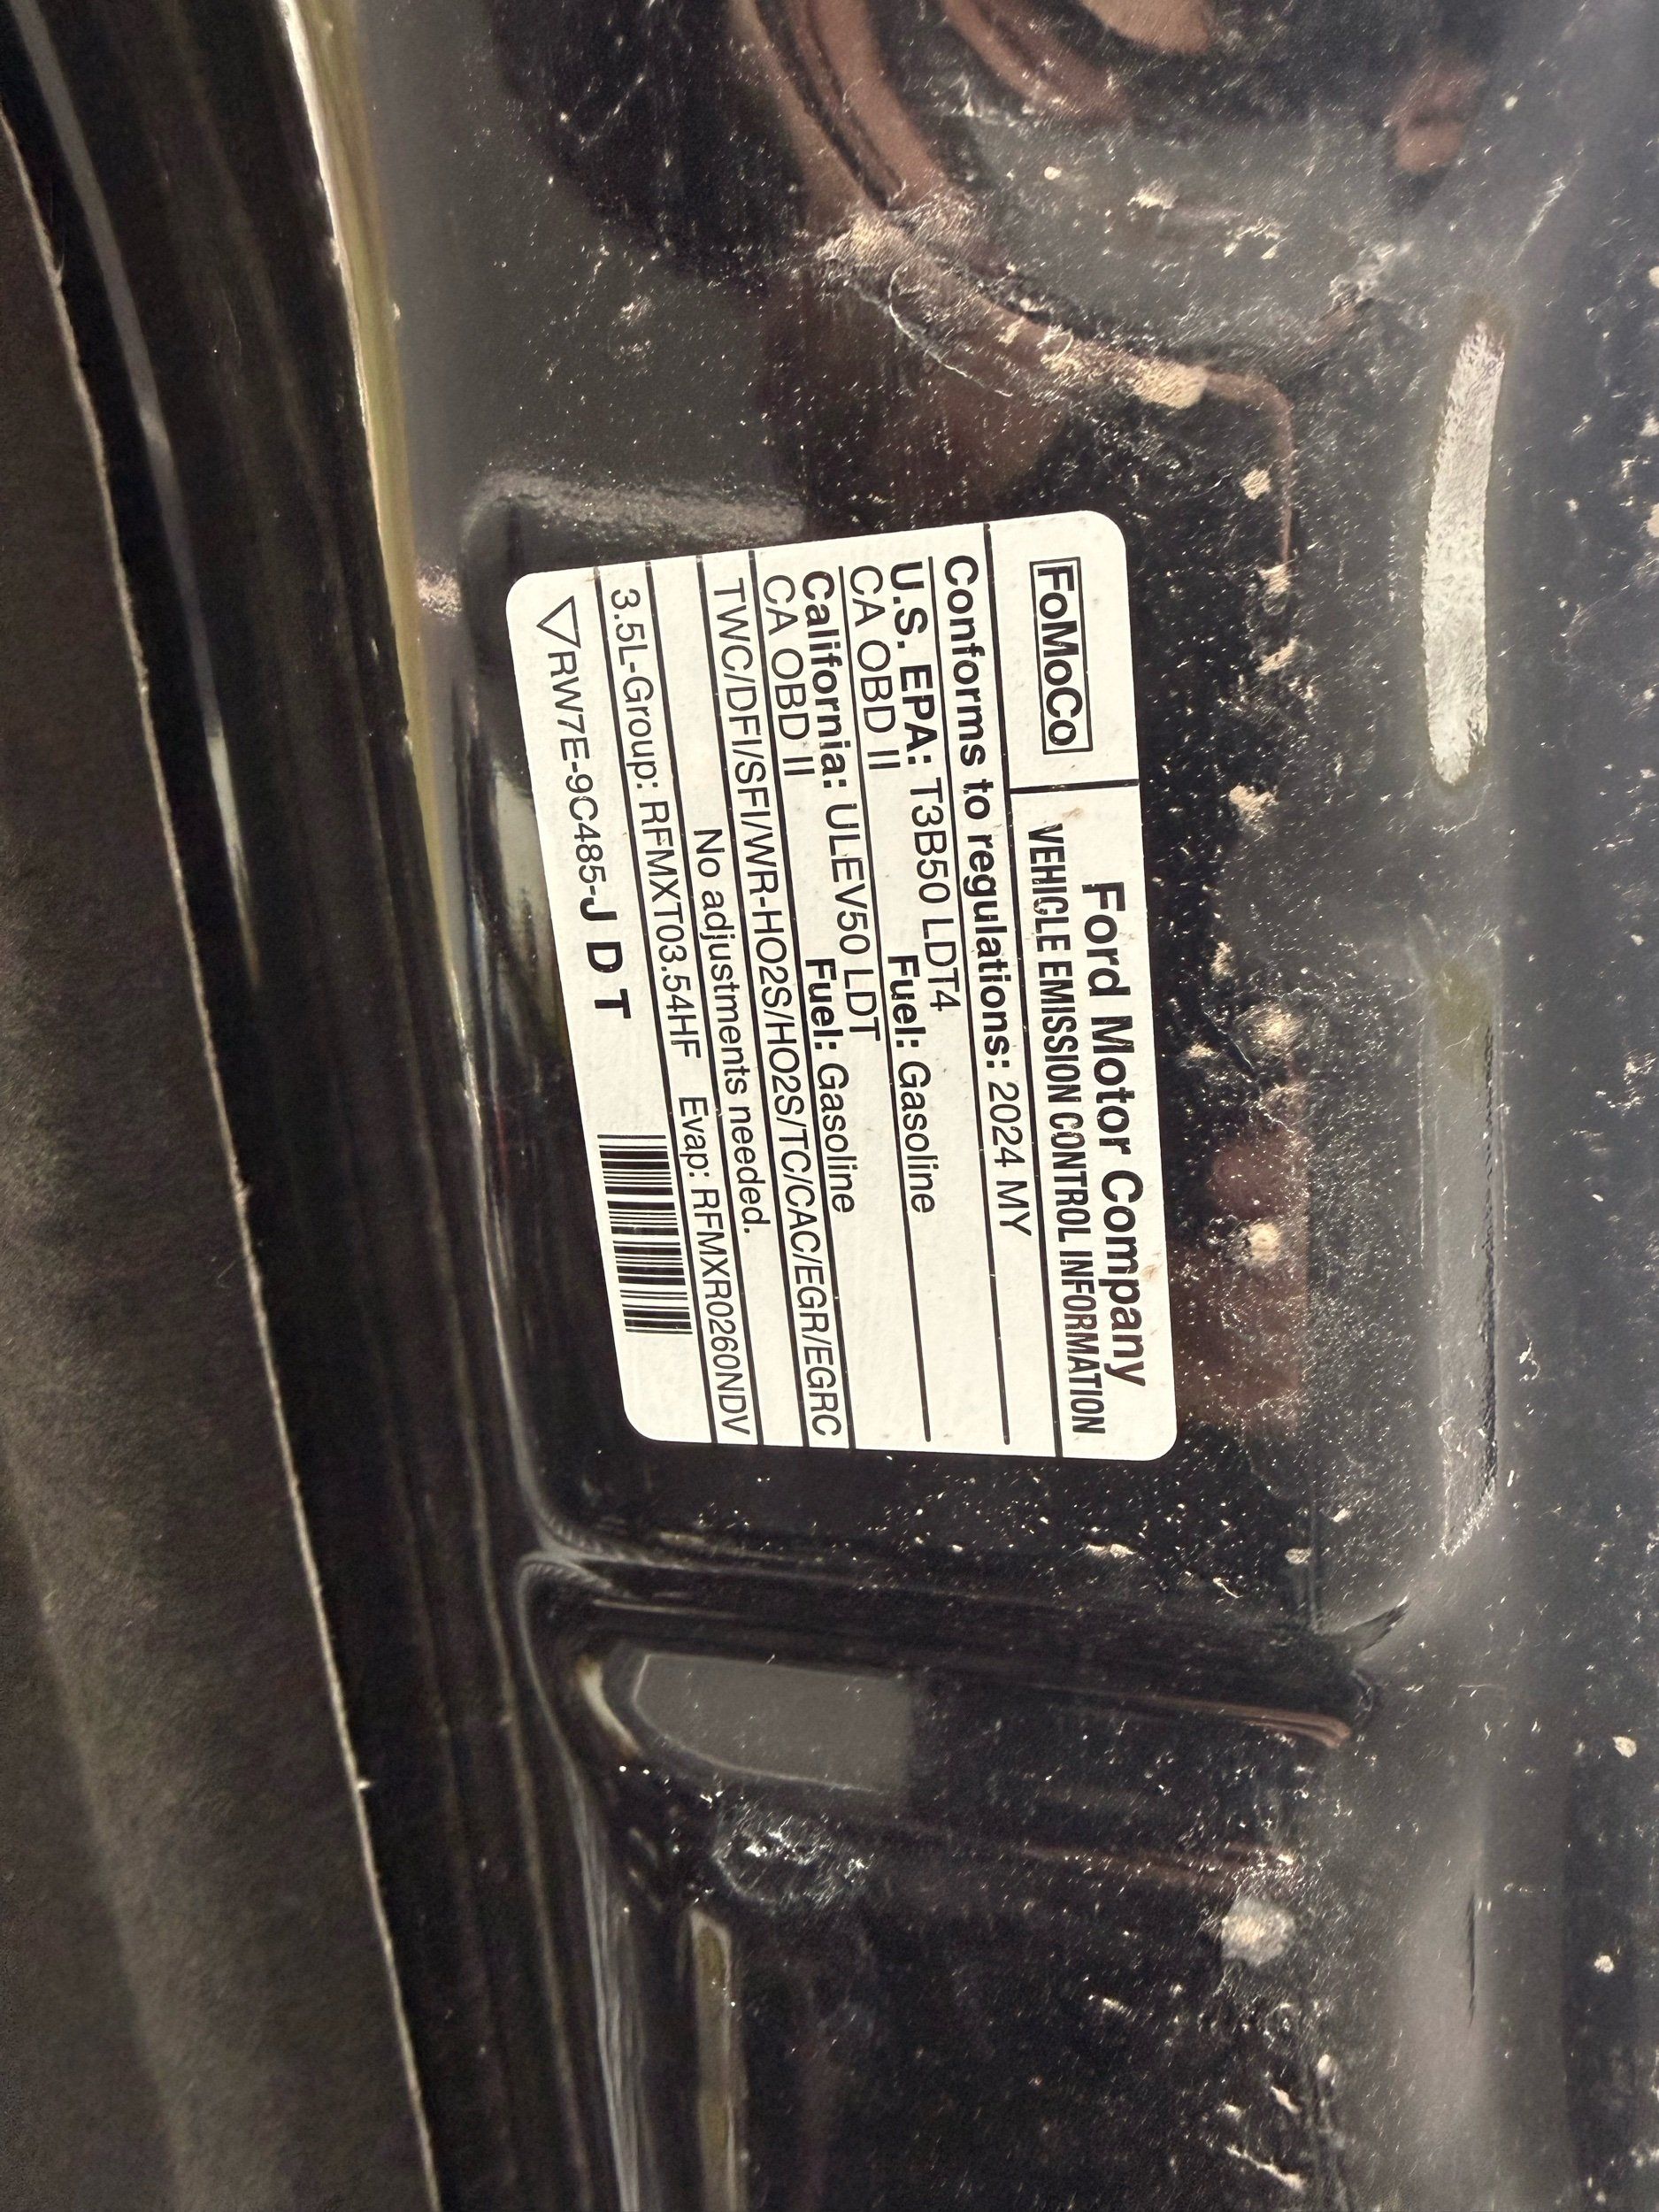 FoMoCo
Ford Motor Company
VEHICLE EMISSION CONTROL INFORMATION
Conforms to regulations: 2024 MY
U.S. EPA: T3B50 LDT4 Fuel: Gasoline
CA OBD II
California: ULEV50 LDT Fuel: Gasoline
CA OBD II
TWC/DFI/SFI/WR-HO2S/HO2S/TC/CAC/EGR/EGRC
No adjustments needed.
3.5L-Group: RFMXT03.54HF Evap: RFMXR0260NDV
RW7E-9C485-J D T